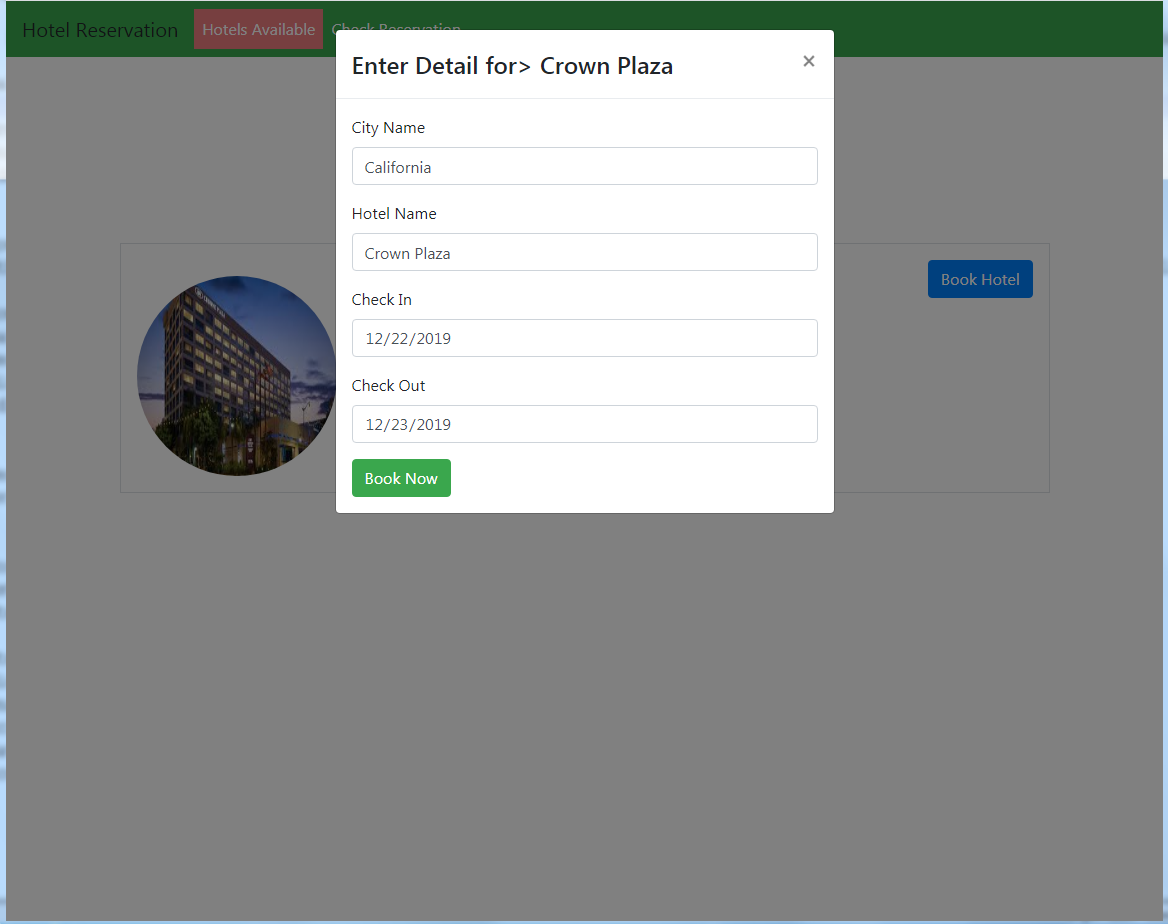 Hotel Reservation Hotels Available Check Reservation
Enter Detail for> Crown Plaza ×
City Name
California
Hotel Name
Crown Plaza
Check In
12/22/2019
Check Out
12/23/2019
Book Now
Book Hotel